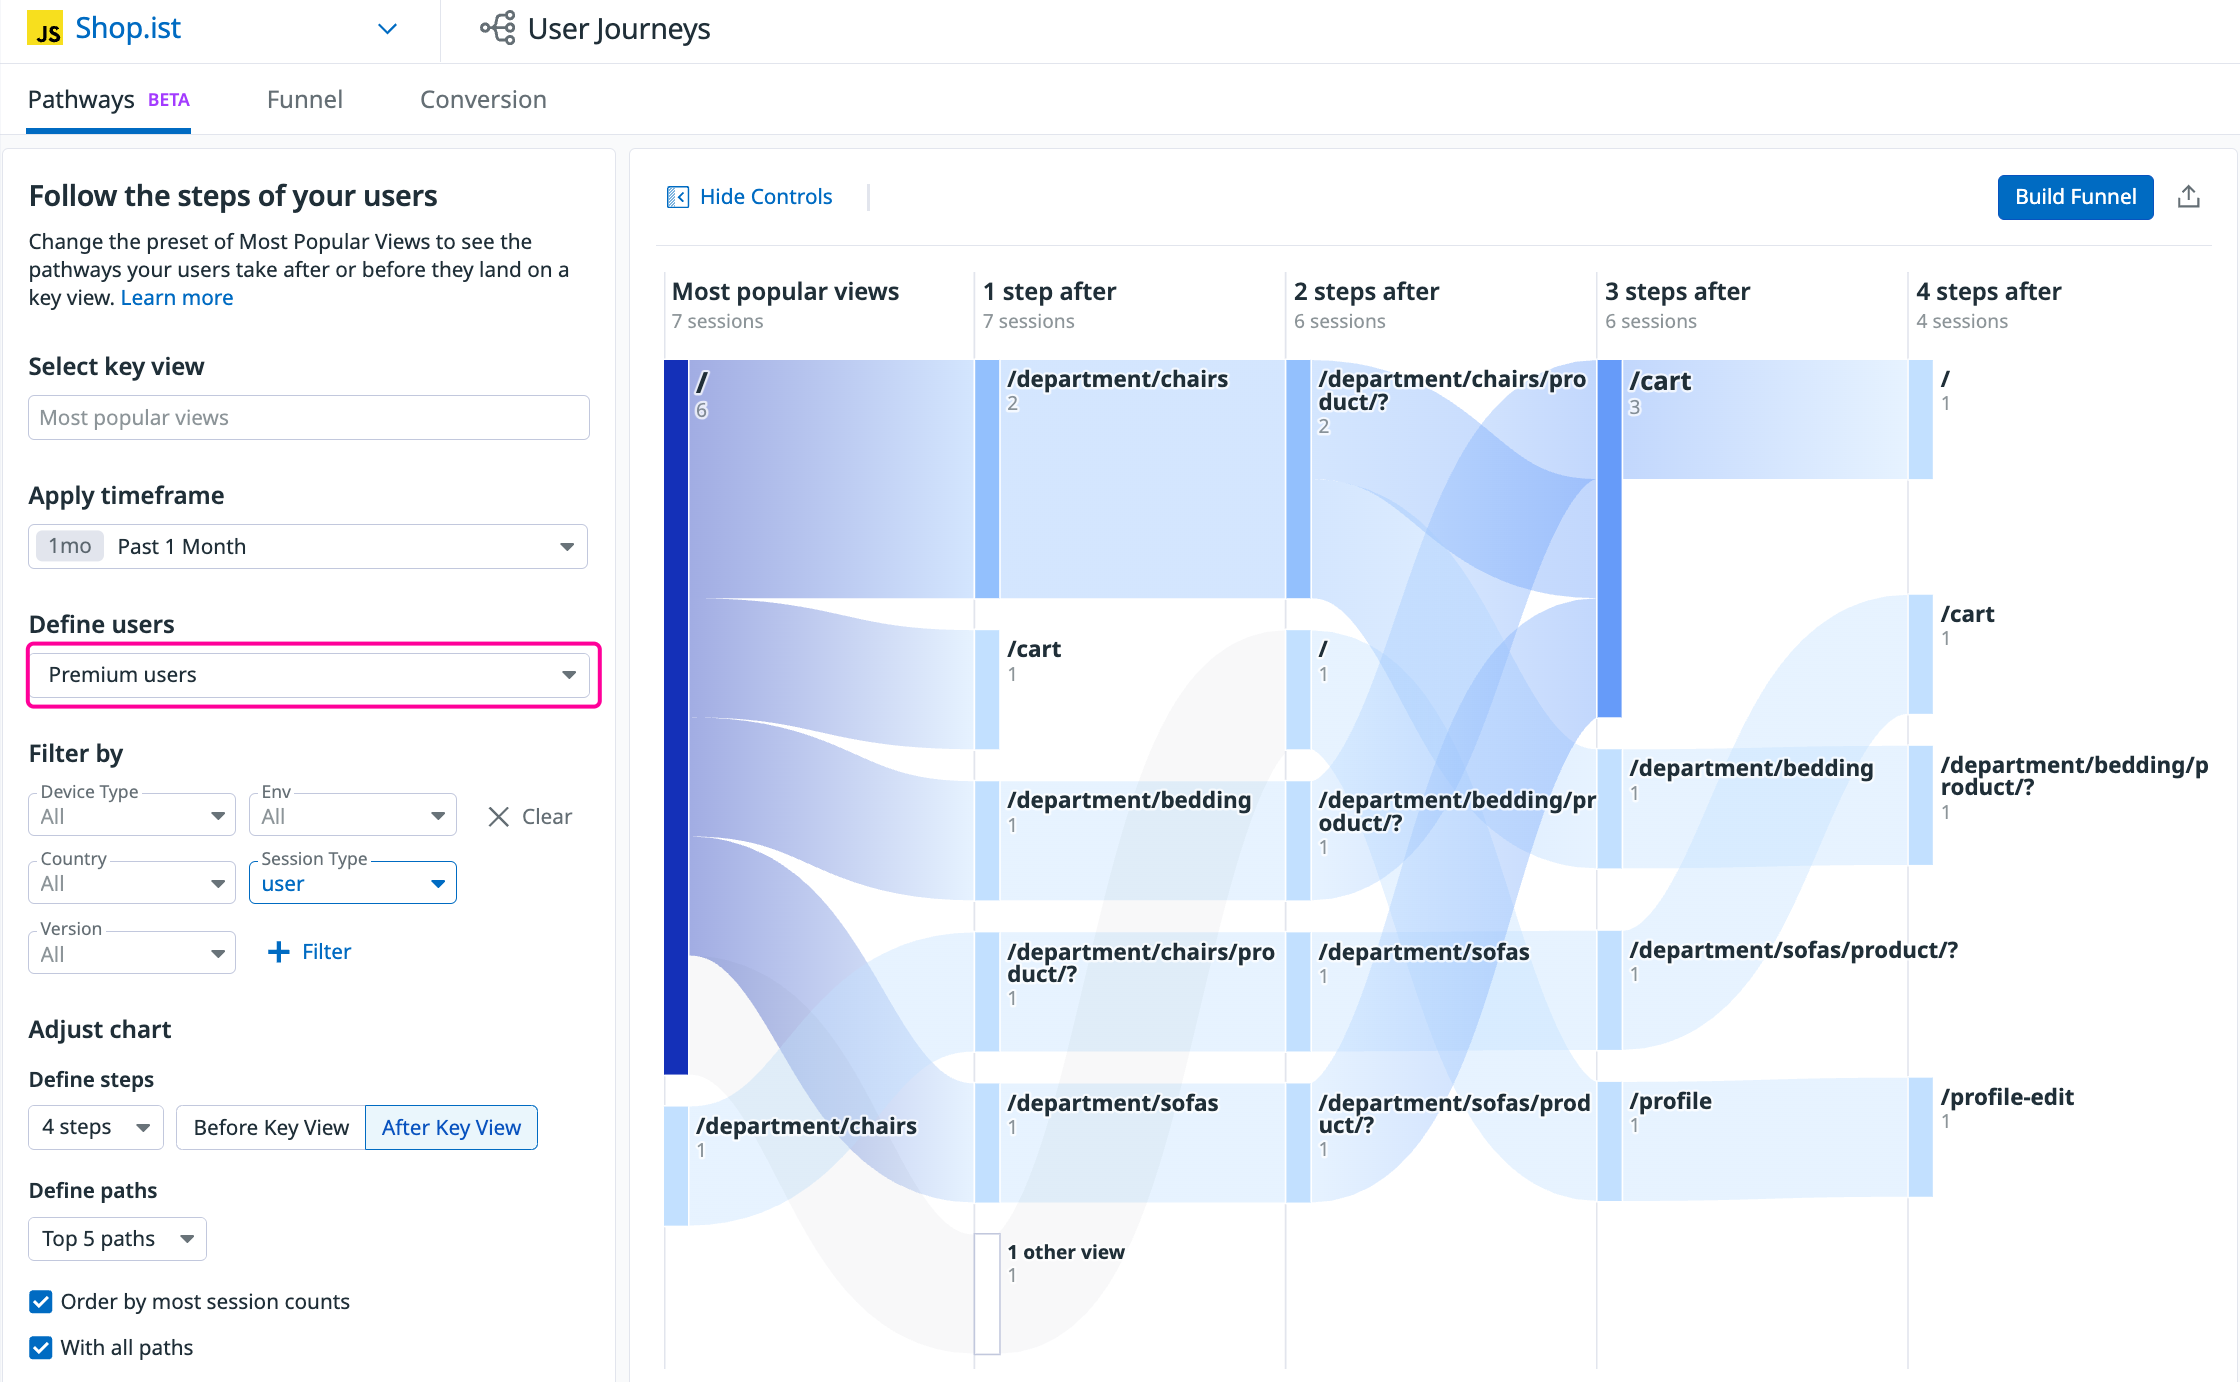 JS Shop.ist
User Journeys
Pathways BETA
Funnel
Conversion
Follow the steps of your users
Change the preset of Most Popular Views to see the
pathways your users take after or before they land on a
key view. Learn more
Select key view
Most popular views
Apply timeframe
1mo Past 1 Month
Define users
Premium users
Filter by
Device Type
All
Env
All
Clear
Country
All
Session Type
user
Version
All
Filter
Adjust chart
Define steps
4 steps
Before Key View
After Key View
Define paths
Top 5 paths
Order by most session counts
With all paths
Hide Controls
Build Funnel
Most popular views
7 sessions
/
6
/department/chairs
1
1 step after
7 sessions
/department/chairs
2
/cart
1
/department/bedding
1
/department/chairs/pro
duct/?
1
/department/sofas
1
1 other view
1
2 steps after
6 sessions
/department/chairs/pro
duct/?
2
/
1
/department/bedding/pr
oduct/?
1
/department/sofas
1
/department/sofas/prod
uct/?
1
3 steps after
6 sessions
/cart
3
/department/bedding
1
/department/sofas/product/?
1
/profile
1
4 steps after
4 sessions
/
1
/cart
1
/department/bedding/p
roduct/?
1
/profile-edit
1